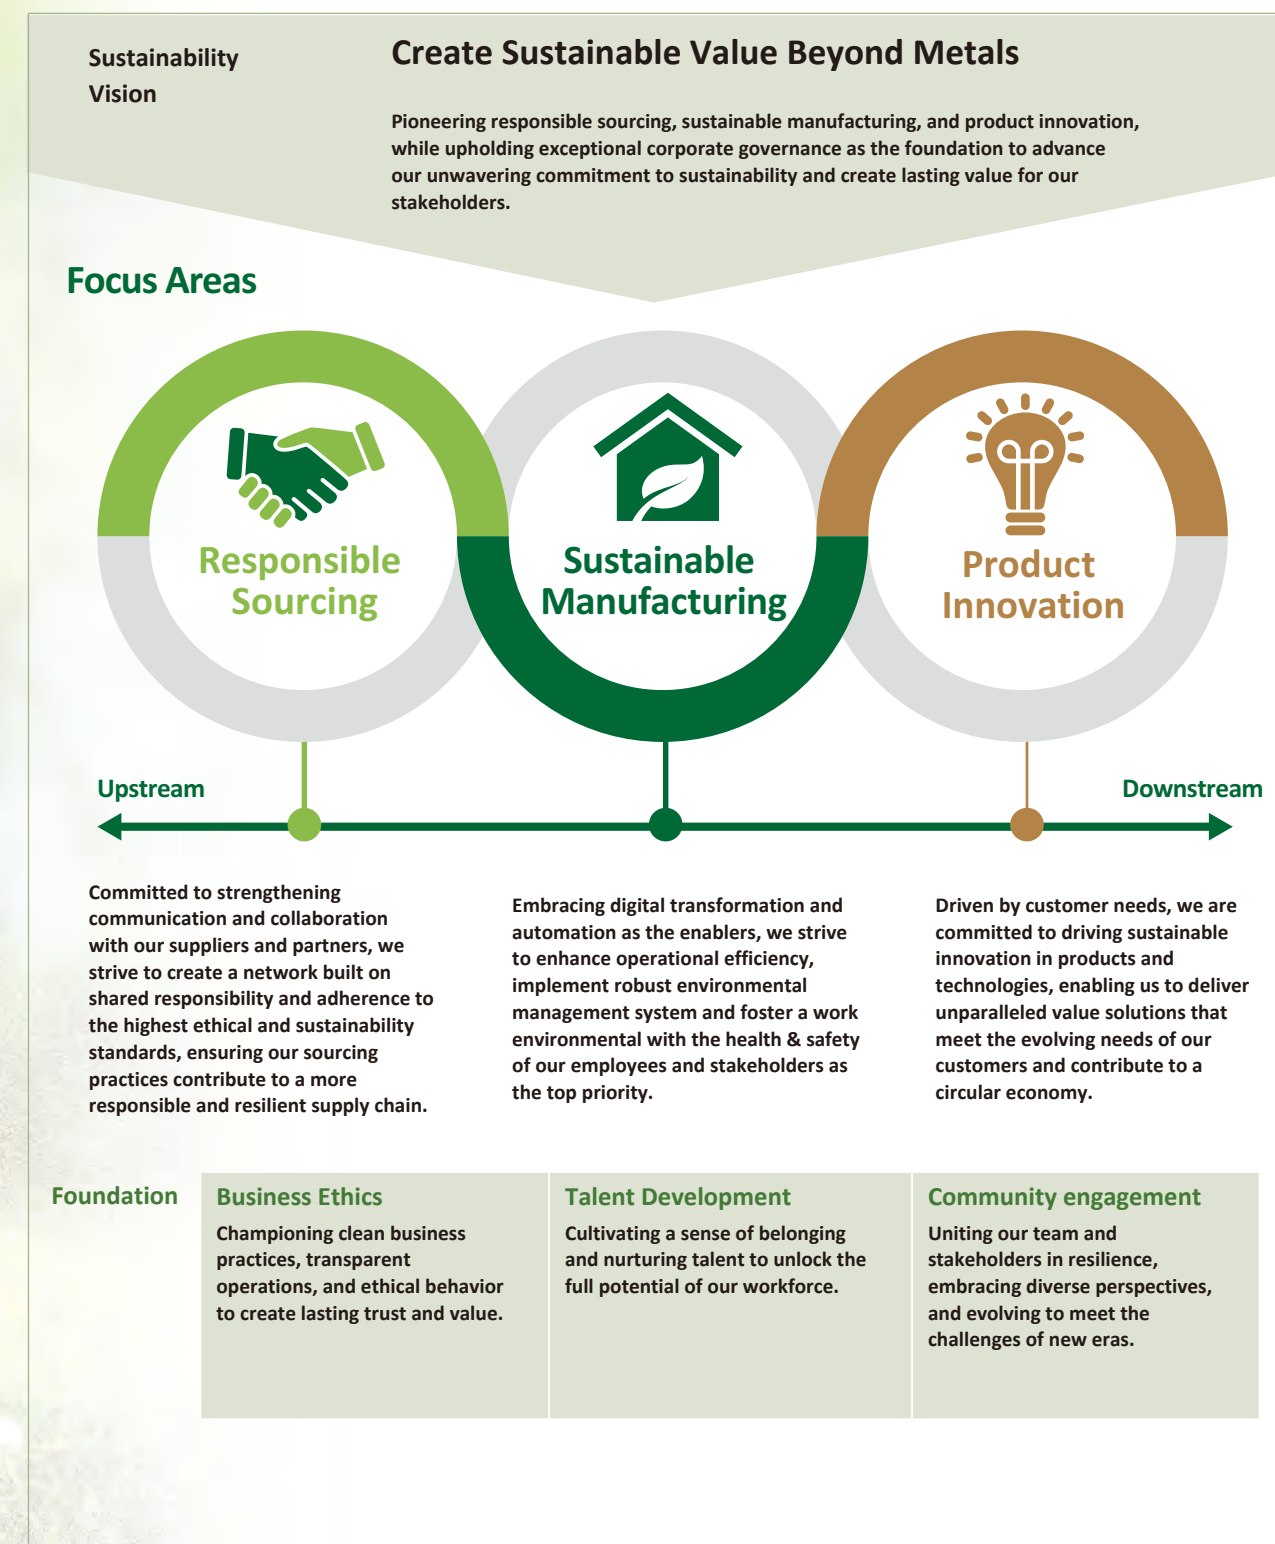 Sustainability
Vision
Create Sustainable Value Beyond Metals
Pioneering responsible sourcing, sustainable manufacturing, and product innovation,
while upholding exceptional corporate governance as the foundation to advance
our unwavering commitment to sustainability and create lasting value for our
stakeholders.
Focus Areas
Responsible
Sourcing
Sustainable
Manufacturing
Product
Innovation
Upstream
Downstream
Committed to strengthening
communication and collaboration
with our suppliers and partners, we
strive to create a network built on
shared responsibility and adherence to
the highest ethical and sustainability
standards, ensuring our sourcing
practices contribute to a more
responsible and resilient supply chain.
Embracing digital transformation and
automation as the enablers, we strive
to enhance operational efficiency,
implement robust environmental
management system and foster a work
environmental with the health & safety
of our employees and stakeholders as
the top priority.
Driven by customer needs, we are
committed to driving sustainable
innovation in products and
technologies, enabling us to deliver
unparalleled value solutions that
meet the evolving needs of our
customers and contribute to a
circular economy.
Foundation
Business Ethics
Championing clean business
practices, transparent
operations, and ethical behavior
to create lasting trust and value.
Talent Development
Cultivating a sense of belonging
and nurturing talent to unlock the
full potential of our workforce.
Community engagement
Uniting our team and
stakeholders in resilience,
embracing diverse perspectives,
and evolving to meet the
challenges of new eras.